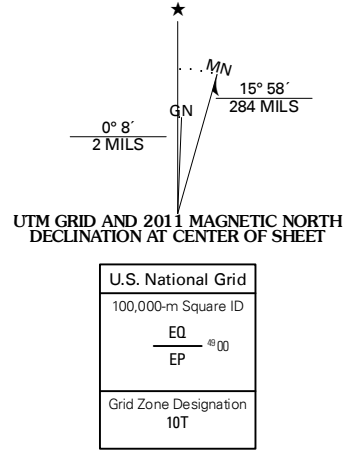 ★
MN
15° 58´
284 MILS
GN
0° 8´
2 MILS
UTM GRID AND 2011 MAGNETIC NORTH
DECLINATION AT CENTER OF SHEET
U.S. National Grid
100,000-m Square ID
EQ
4900
EP
Grid Zone Designation
10T